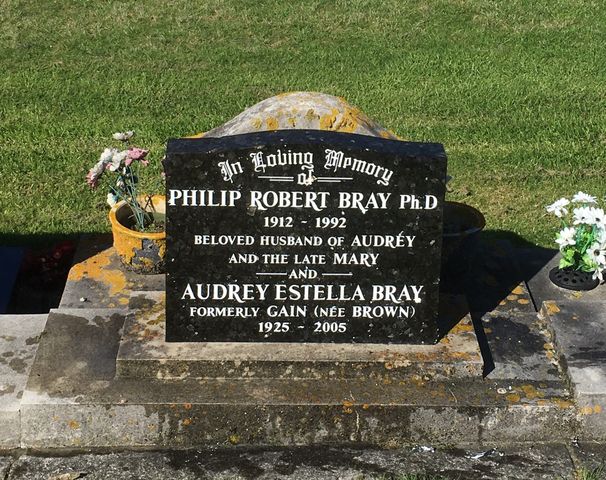 In Loving Memory
of
PHILIP ROBERT BRAY Ph.D
1912 - 1992
BELOVED HUSBAND OF AUDREY
AND THE LATE MARY
AND
AUDREY ESTELLA BRAY
FORMERLY GAIN (NÉE BROWN)
1925 - 2005